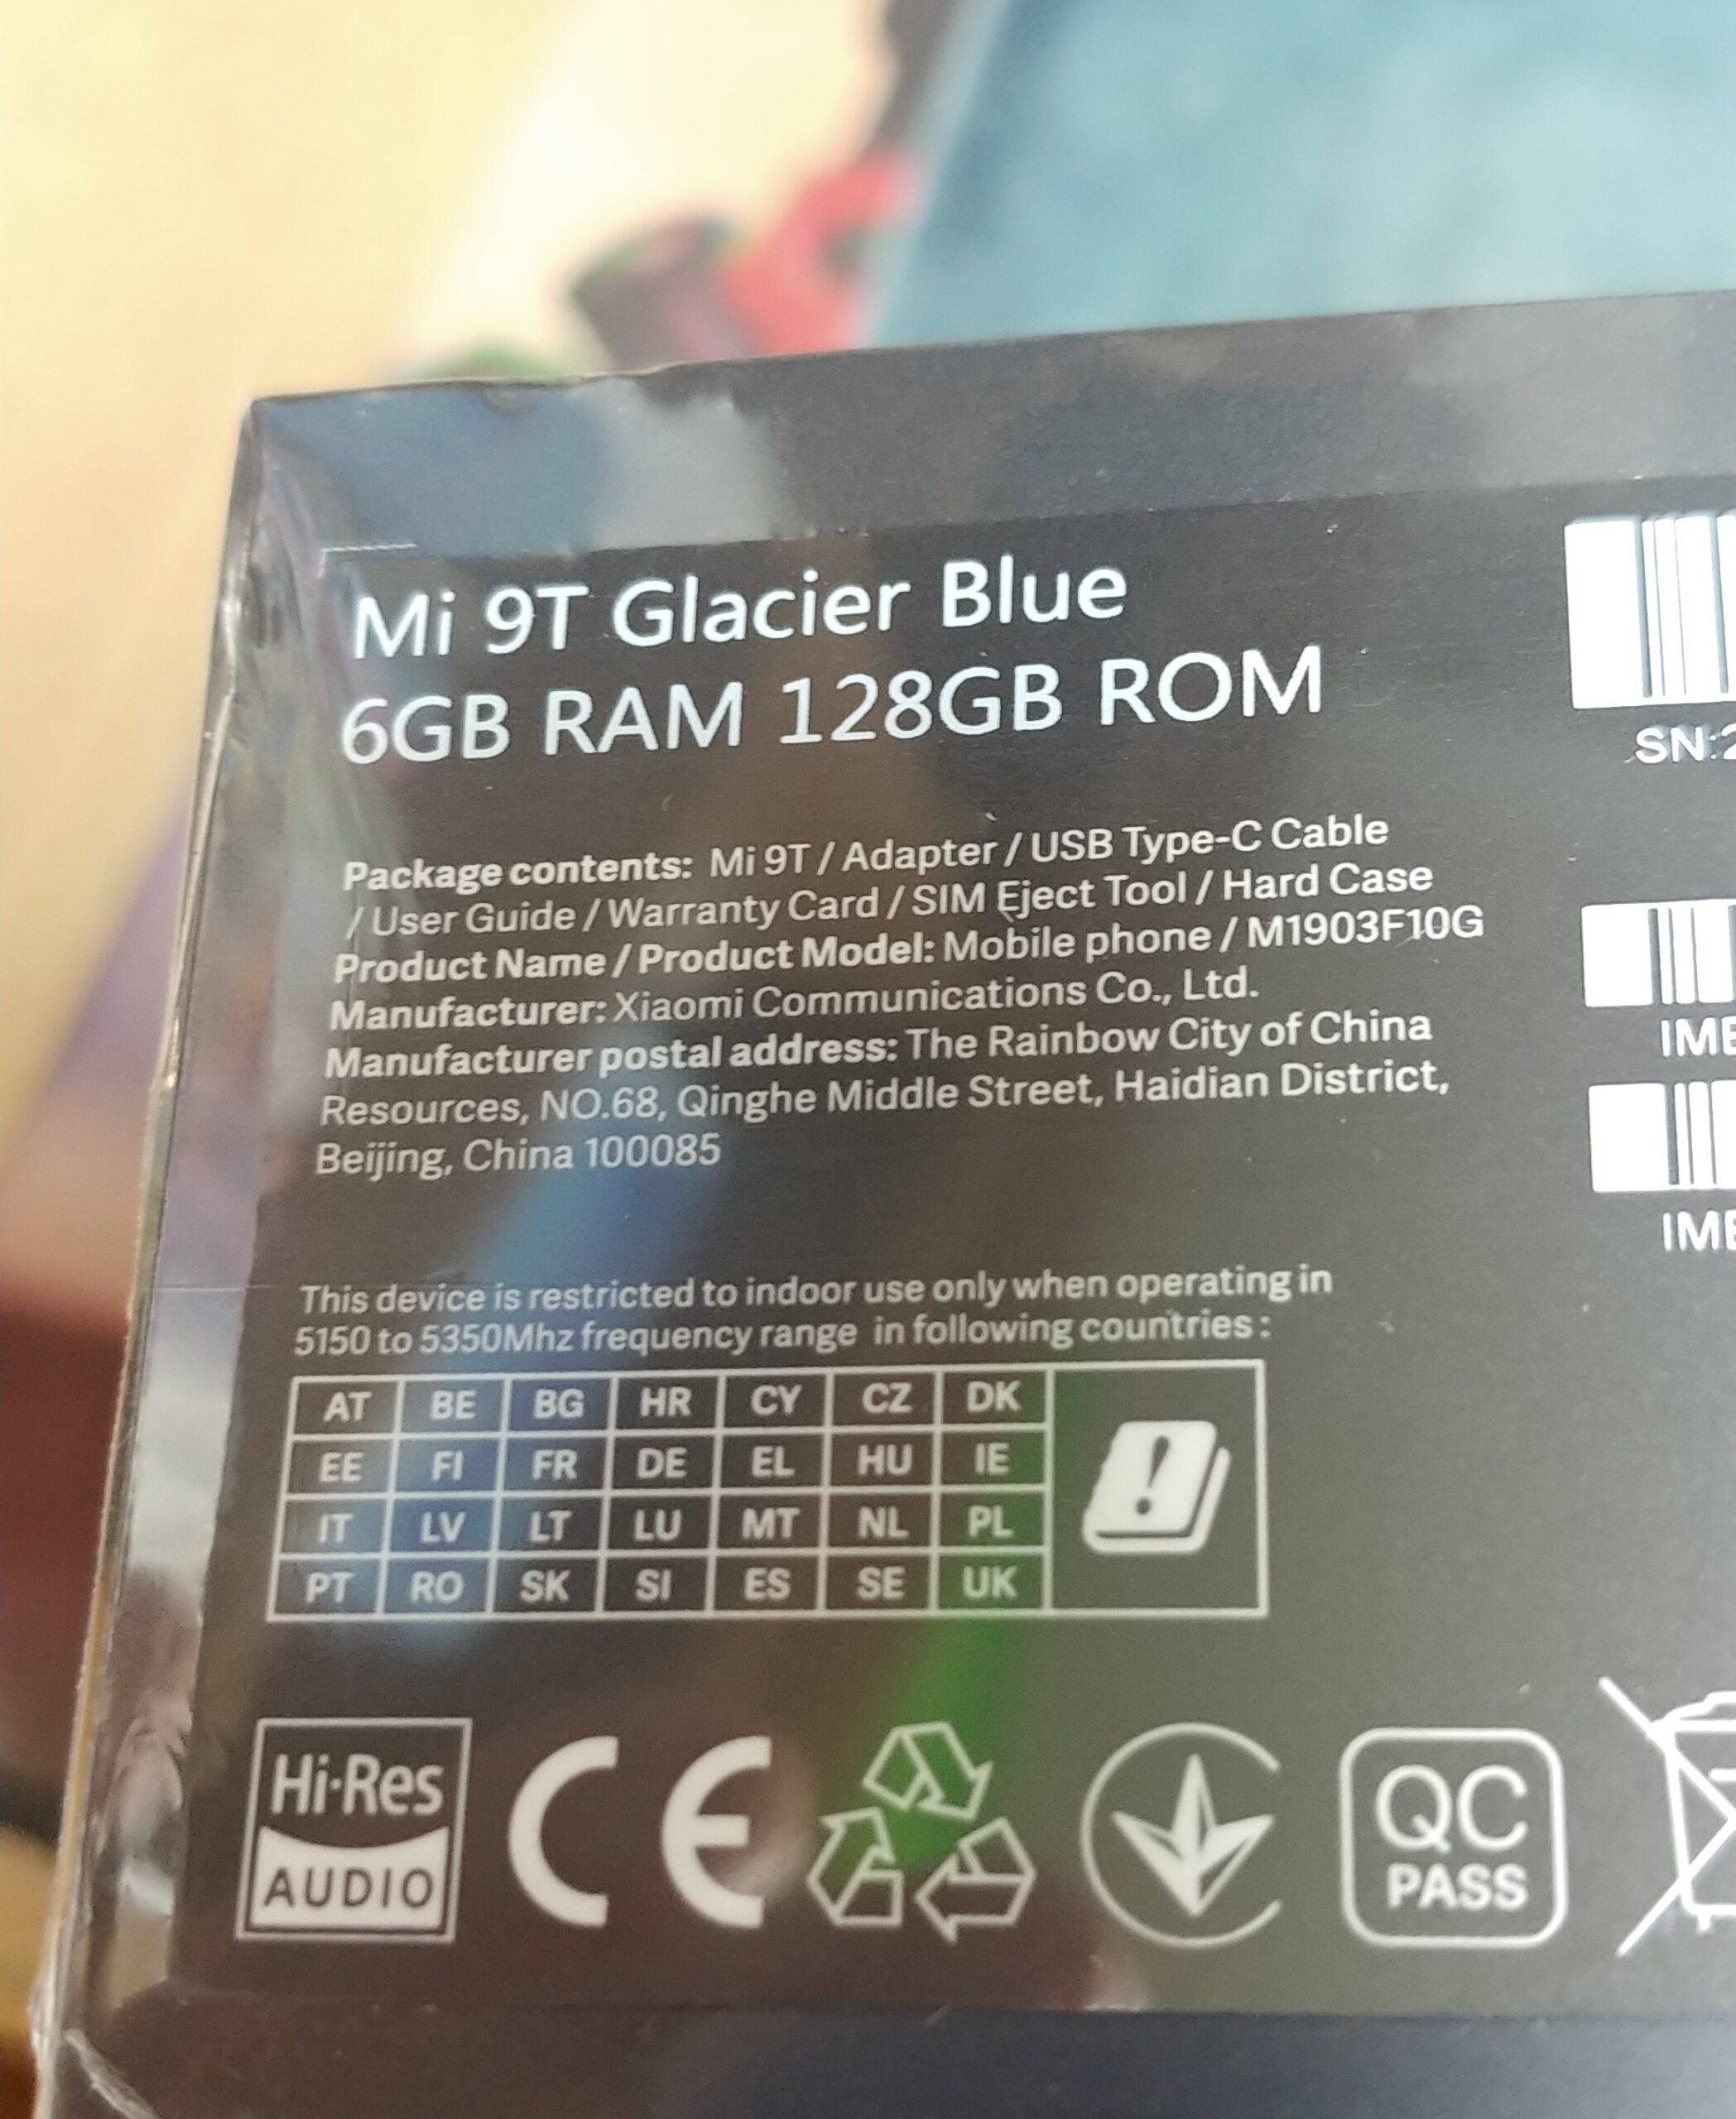 Mi 9T Glacier Blue
6GB RAM 128GB ROM
SN:2
Package contents: Mi 9T / Adapter / USB Type-C Cable
/ User Guide / Warranty Card / SIM Eject Tool / Hard Case
Product Name / Product Model: Mobile phone / M1903F10G
Manufacturer: Xiaomi Communications Co., Ltd.
Manufacturer postal address: The Rainbow City of China
Resources, NO.68, Qinghe Middle Street, Haidian District,
Beijing, China 100085
IME
IME
This device is restricted to indoor use only when operating in
5150 to 5350Mhz frequency range in following countries :
AT BE BG HR CY CZ DK
EE FI FR DE EL HU IE
IT LV LT LU MT NL PL
PT RO SK SI ES SE UK
Hi-Res
AUDIO
CE
QC
PASS